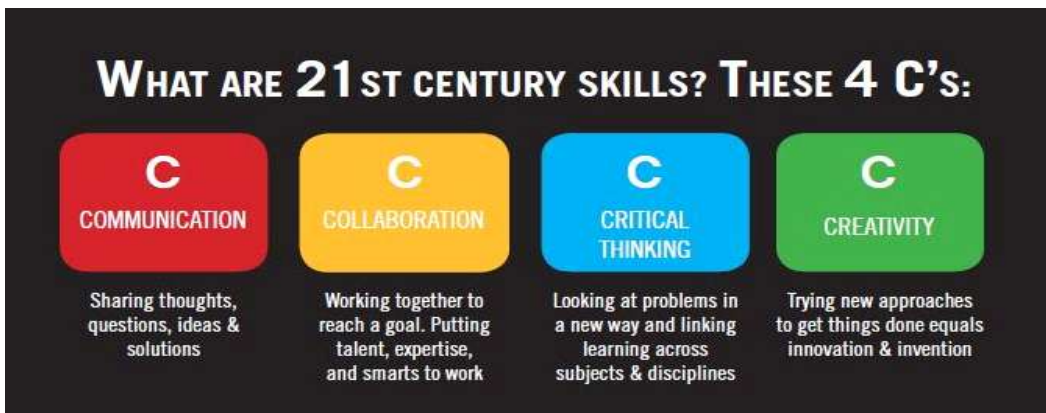 WHAT ARE 21ST CENTURY SKILLS? THESE 4 C'S:
C
COMMUNICATION
Sharing thoughts,
questions, ideas &
solutions
C
COLLABORATION
Working together to
reach a goal. Putting
talent, expertise,
and smarts to work
C
CRITICAL
THINKING
Looking at problems in
a new way and linking
learning across
subjects & disciplines
C
CREATIVITY
Trying new approaches
to get things done equals
innovation & invention